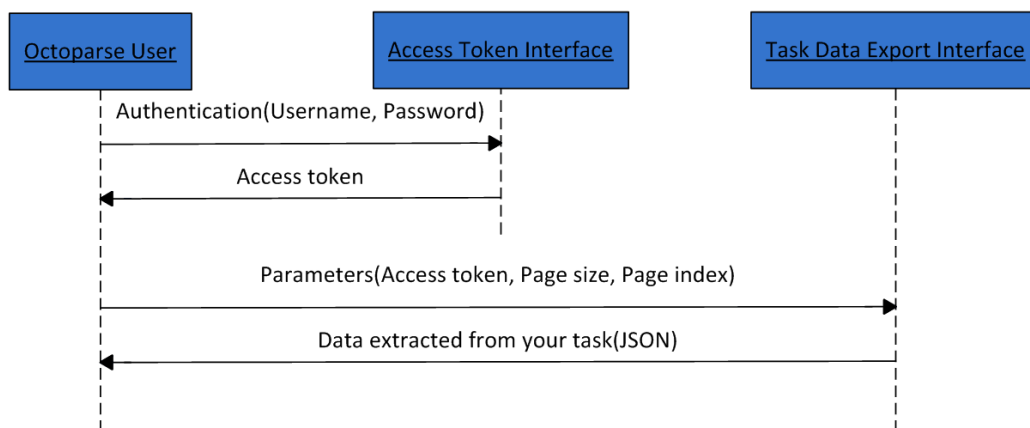 Octoparse User
Access Token Interface
Task Data Export Interface
Authentication(Username, Password)
Access token
Parameters(Access token, Page size, Page index)
Data extracted from your task(JSON)